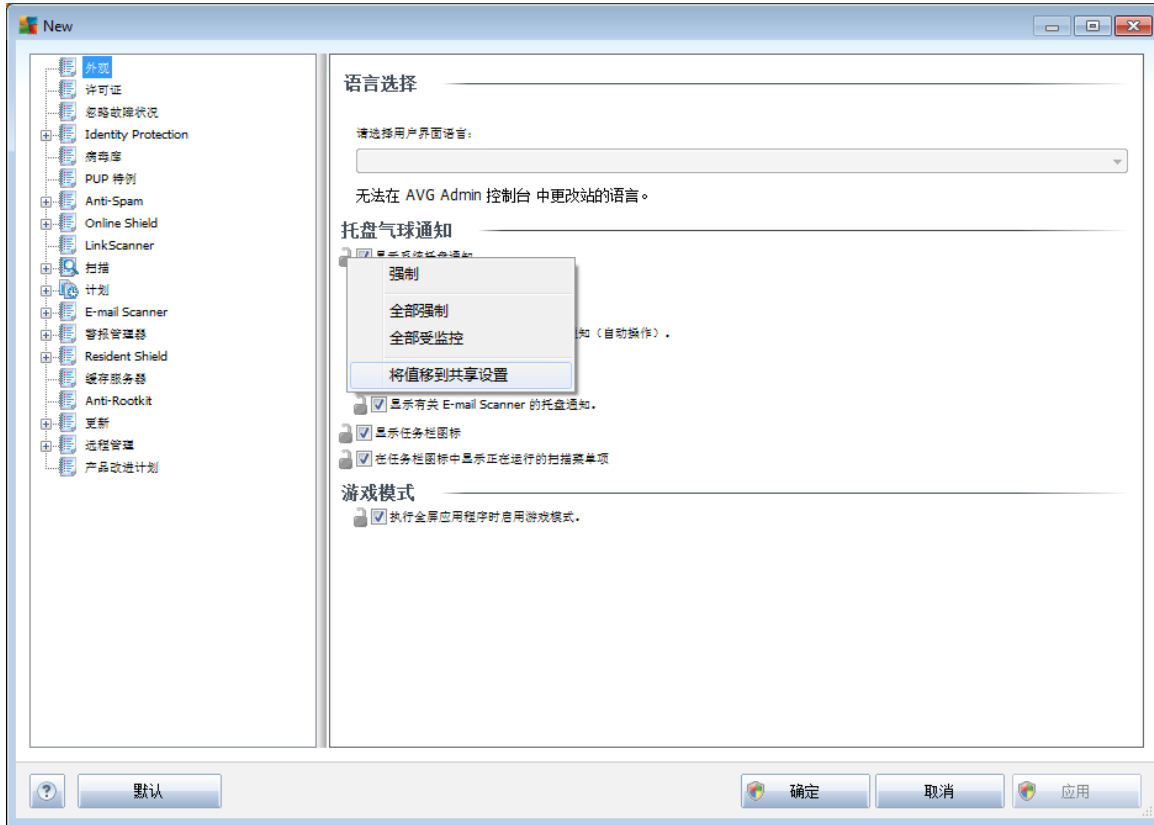 New
外观
许可证
忽略故障状况
Identity Protection
病毒库
PUP 特例
Anti-Spam
Online Shield
LinkScanner
扫描
计划
E-mail Scanner
警报管理器
Resident Shield
缓存服务器
Anti-Rootkit
更新
远程管理
产品改进计划
语言选择
请选择用户界面语言:
无法在 AVG Admin 控制台 中更改站的语言。
托盘气球通知
显示系统托盘通知
强制
全部强制
全部受监控
将值移到共享设置
知（自动操作）.
显示有关 E-mail Scanner 的托盘通知.
显示任务栏图标
在任务栏图标中显示正在运行的扫描菜单项
游戏模式
执行全屏应用程序时启用游戏模式.
?
默认
确定
取消
应用